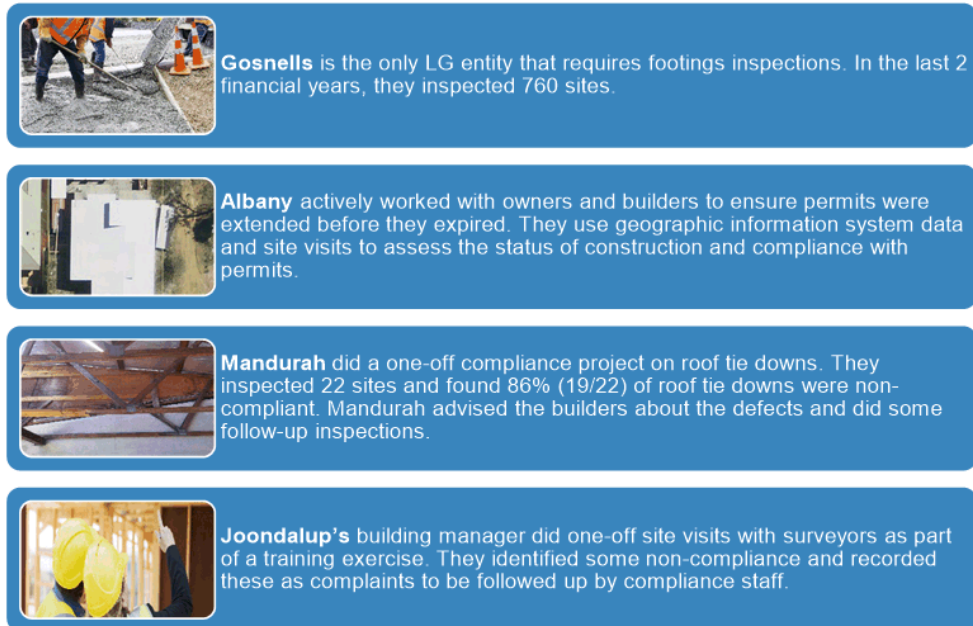 Gosnells is the only LG entity that requires footings inspections. In the last 2
financial years, they inspected 760 sites.
Albany actively worked with owners and builders to ensure permits were
extended before they expired. They use geographic information system data
and site visits to assess the status of construction and compliance with
permits.
Mandurah did a one-off compliance project on roof tie downs. They
inspected 22 sites and found 86% (19/22) of roof tie downs were non-
compliant. Mandurah advised the builders about the defects and did some
follow-up inspections.
Joondalup’s building manager did one-off site visits with surveyors as part
of a training exercise. They identified some non-compliance and recorded
these as complaints to be followed up by compliance staff.